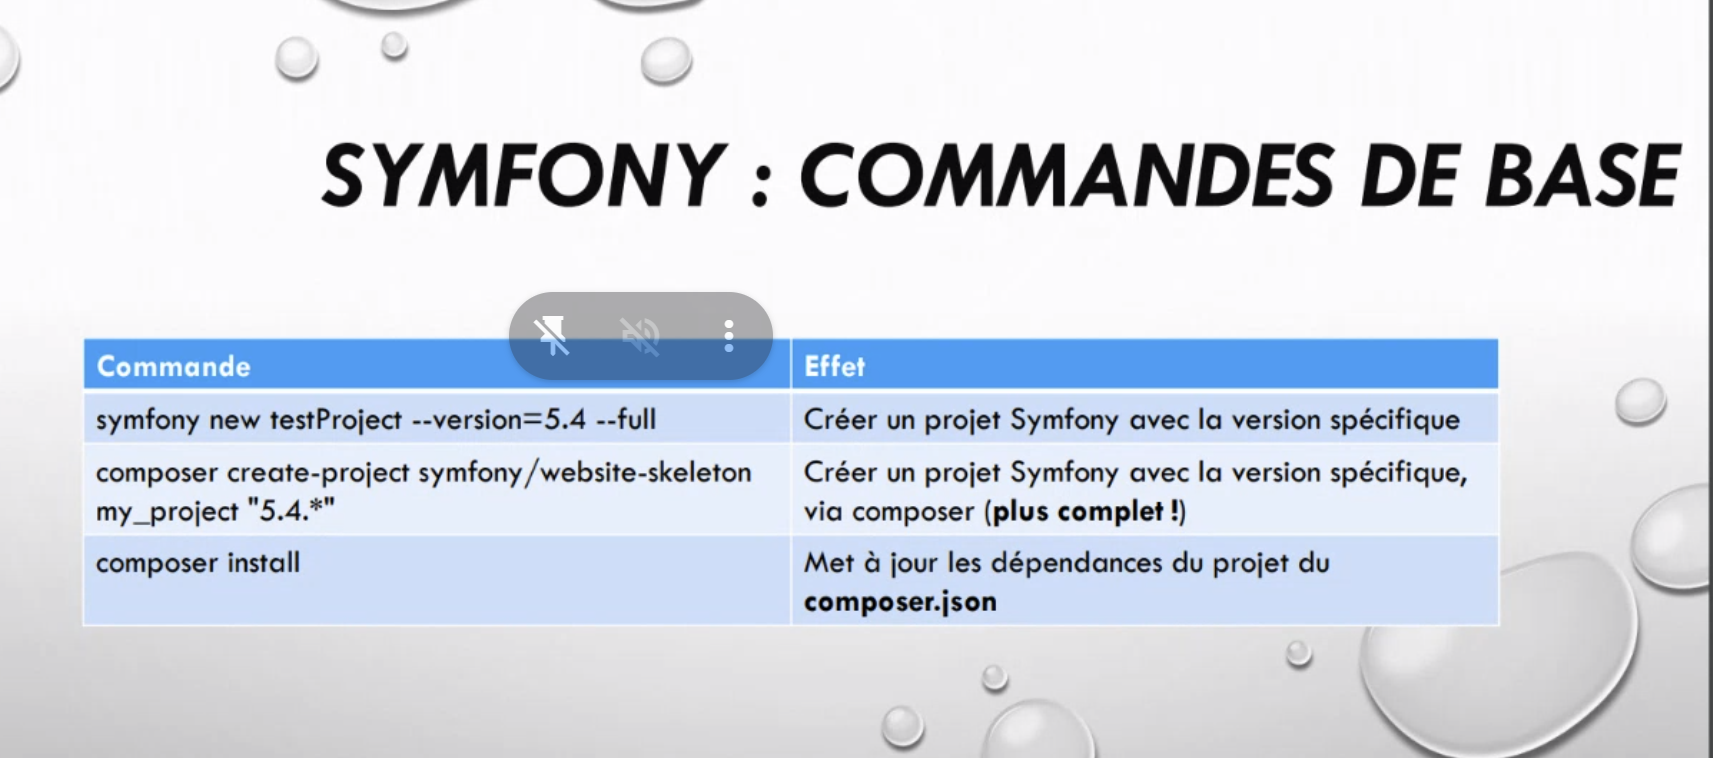 SYMFONY : COMMANDES DE BASE
Commande
Effet
symfony new testProject --version=5.4 --full
Créer un projet Symfony avec la version spécifique
composer create-project symfony/website-skeleton
my_project "5.4.*"
Créer un projet Symfony avec la version spécifique,
via composer (plus complet !)
composer install
Met à jour les dépendances du projet du
composer.json